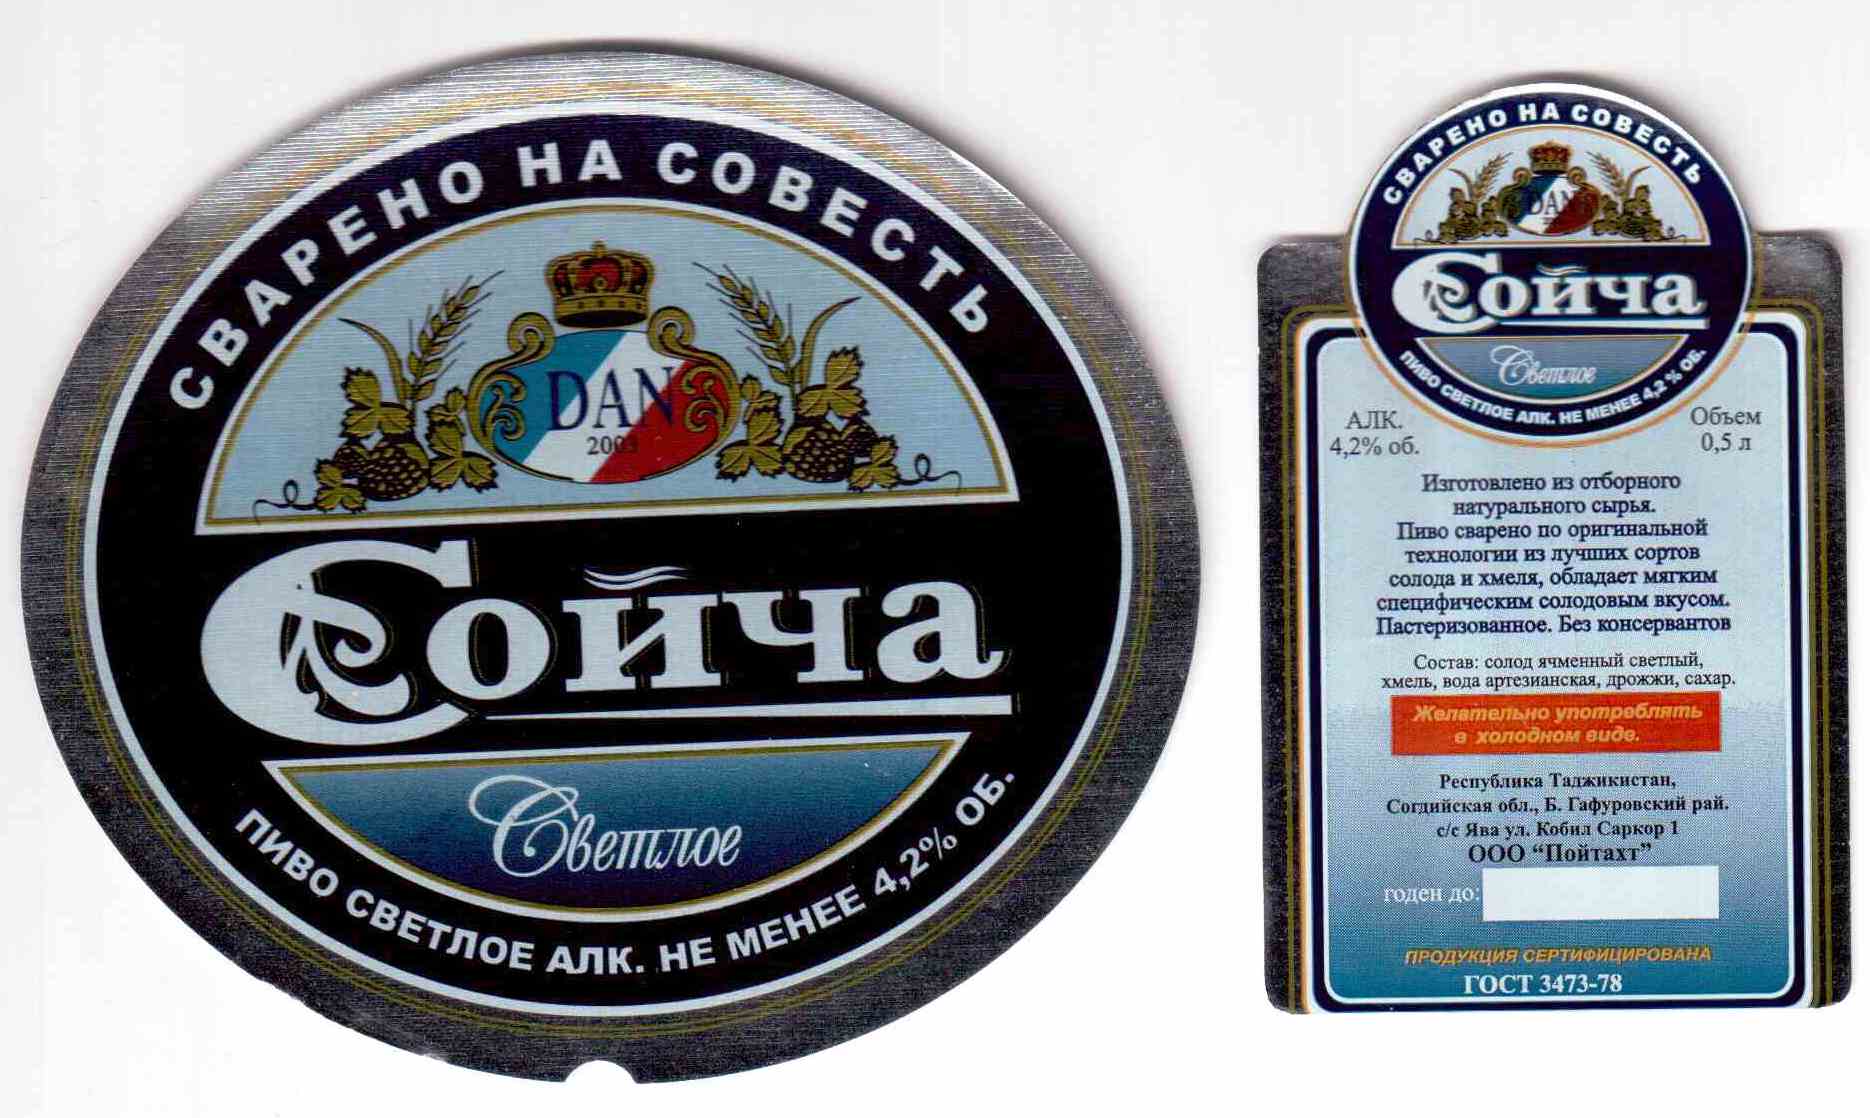 СВАРЕНО НА СОВЕСТЬ
DAN
2003
Сойча
Светлое
ПИВО СВЕТЛОЕ АЛК. НЕ МЕНЕЕ 4,2% ОБ.
СВАРЕНО НА СОВЕСТЬ
DAN
Сойча
Светлое
ПИВО СВЕТЛОЕ АЛК. НЕ МЕНЕЕ 4,2 % ОБ.
АЛК.
4,2% об.
Объем
0,5 л
Изготовлено из отборного
натурального сырья.
Пиво сварено по оригинальной
технологии из лучших сортов
солода и хмеля, обладает мягким
специфическим солодовым вкусом.
Пастеризованное. Без консервантов
Состав: солод ячменный светлый,
хмель, вода артезианская, дрожжи, сахар.
Желательно употреблять
в холодном виде.
Республика Таджикистан,
Согдийская обл., Б. Гафуровский рай.
с/с Ява ул. Кобил Саркор 1
ООО “Пойтахт”
годен до:
ПРОДУКЦИЯ СЕРТИФИЦИРОВАНА
ГОСТ 3473-78